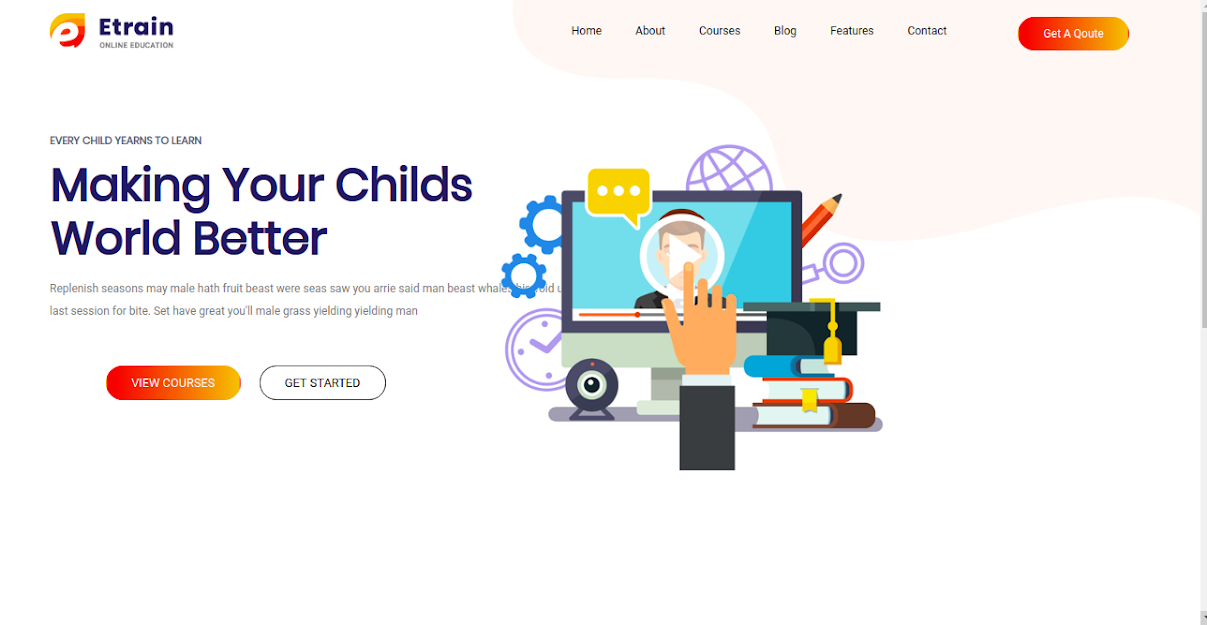 Etrain
ONLINE EDUCATION
Home About Courses Blog Features Contact Get A Qoute
EVERY CHILD YEARNS TO LEARN
Making Your Childs
World Better
Replenish seasons may male hath fruit beast were seas saw you arrie said man beast whales
last session for bite. Set have great you'll male grass yielding yielding man
VIEW COURSES GET STARTED